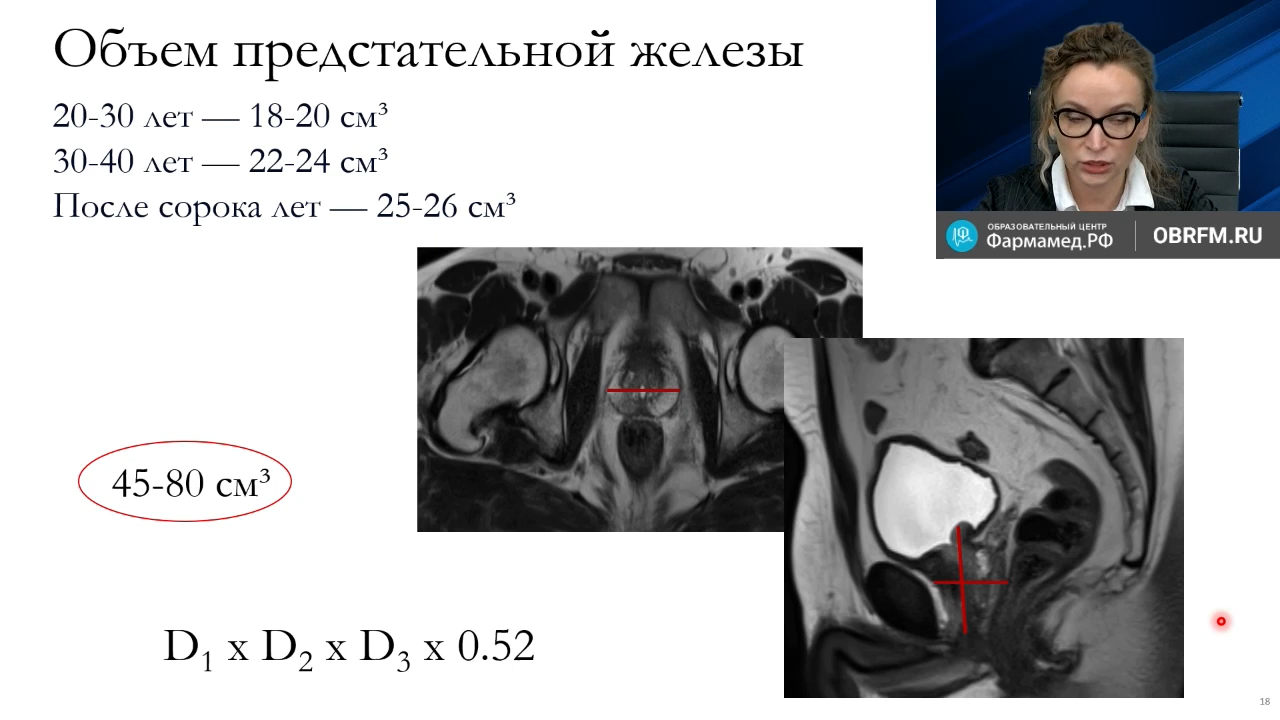 Объем предстательной железы
20-30 лет — 18-20 см³
30-40 лет — 22-24 см³
После сорока лет — 25-26 см³
ОБРАЗОВАТЕЛЬНЫЙ ЦЕНТР
Фармамед.РФ
OBRFM.RU
45-80 см³
D₁ x D₂ x D₃ x 0.52
18